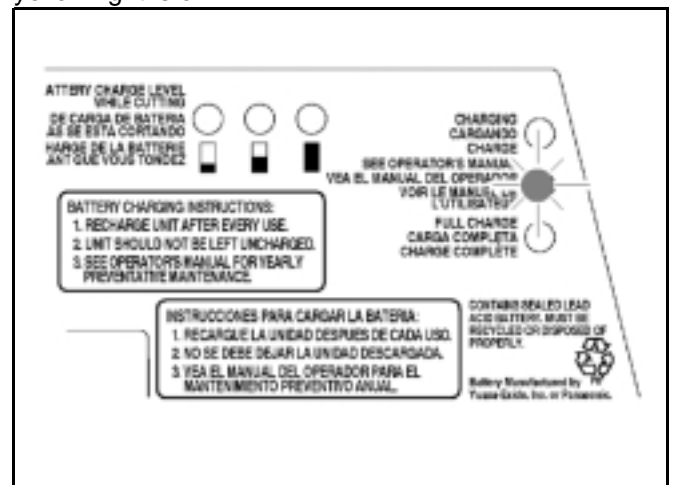 ATTERY CHARGE LEVEL
WHILE CUTTING
DE CARGA DE BATERIA
AS SE ESTA CORTANDO
HARGE DE LA BATTERIE
ANT QUE VOUS TONDEZ
CHARGING
CARGANDO
CHARGE
SEE OPERATOR'S MANUAL
VEA EL MANUAL DEL OPERADOR
VOIR LE MANUEL DE
L'UTILISATEUR
FULL CHARGE
CARGA COMPLETA
CHARGE COMPLETE
BATTERY CHARGING INSTRUCTIONS:
1. RECHARGE UNIT AFTER EVERY USE.
2. UNIT SHOULD NOT BE LEFT UNCHARGED.
3. SEE OPERATOR'S MANUAL FOR YEARLY
PREVENTATIVE MAINTENANCE.
INSTRUCCIONES PARA CARGAR LA BATERIA:
1. RECARGUE LA UNIDAD DESPUES DE CADA USO.
2. NO SE DEBE DEJAR LA UNIDAD DESCARGADA.
3. VEA EL MANUAL DEL OPERADOR PARA EL
MANTENIMIENTO PREVENTIVO ANUAL.
CONTAINS SEALED LEAD
ACID BATTERY. MUST BE
RECYCLED OR DISPOSED OF
PROPERLY.
Battery Manufactured by
Yuasa-Exide, Inc. or Panasonic.